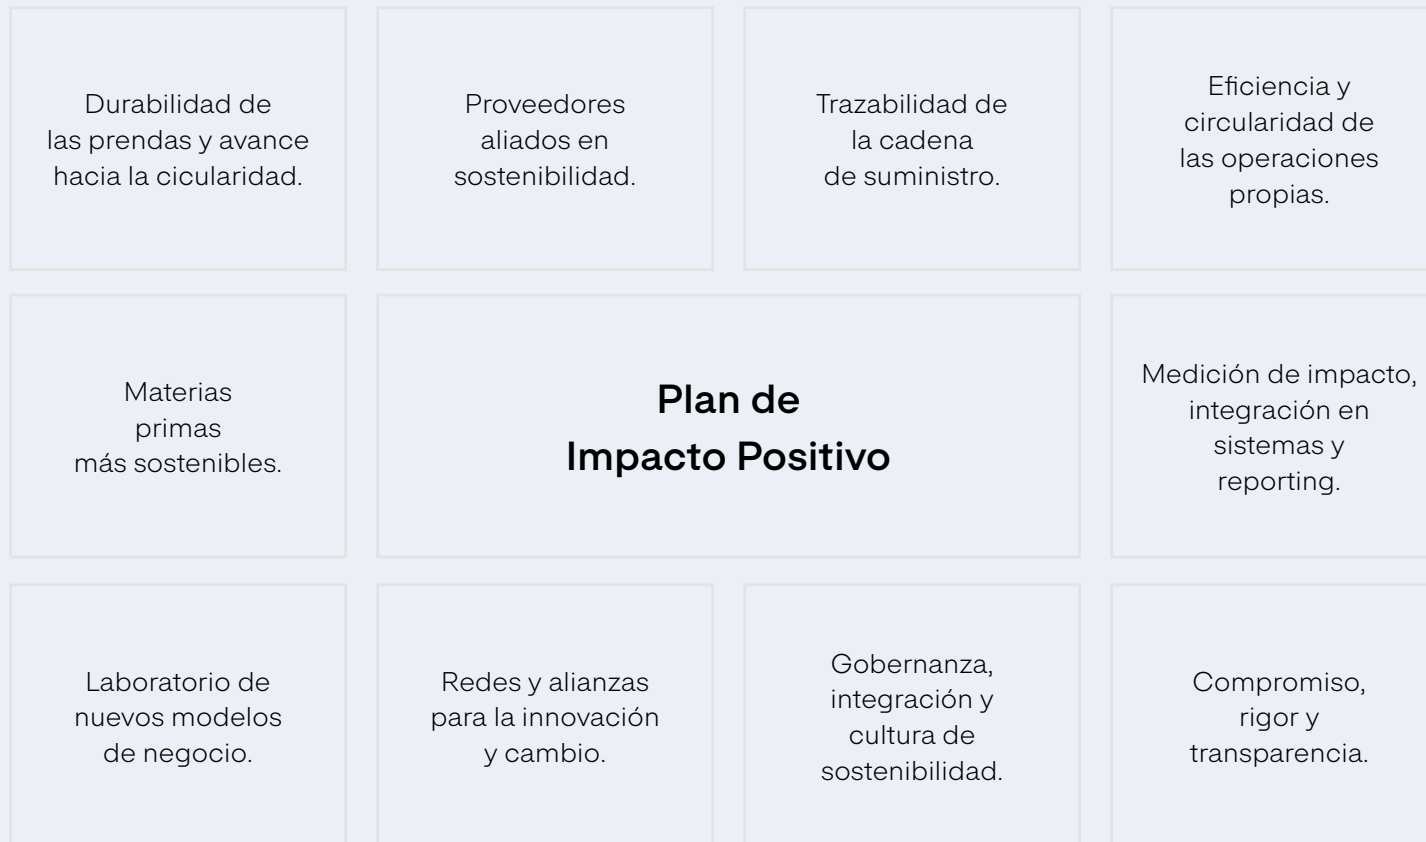 Durabilidad de
las prendas y avance
hacia la cicularidad.
Proveedores
aliados en
sostenibilidad.
Trazabilidad de
la cadena
de suministro.
Eficiencia y
circularidad de
las operaciones
propias.
Materias
primas
más sostenibles.
Plan de
Impacto Positivo
Medición de impacto,
integración en
sistemas y
reporting.
Laboratorio de
nuevos modelos
de negocio.
Redes y alianzas
para la innovación
y cambio.
Gobernanza,
integración y
cultura de
sostenibilidad.
Compromiso,
rigor y
transparencia.